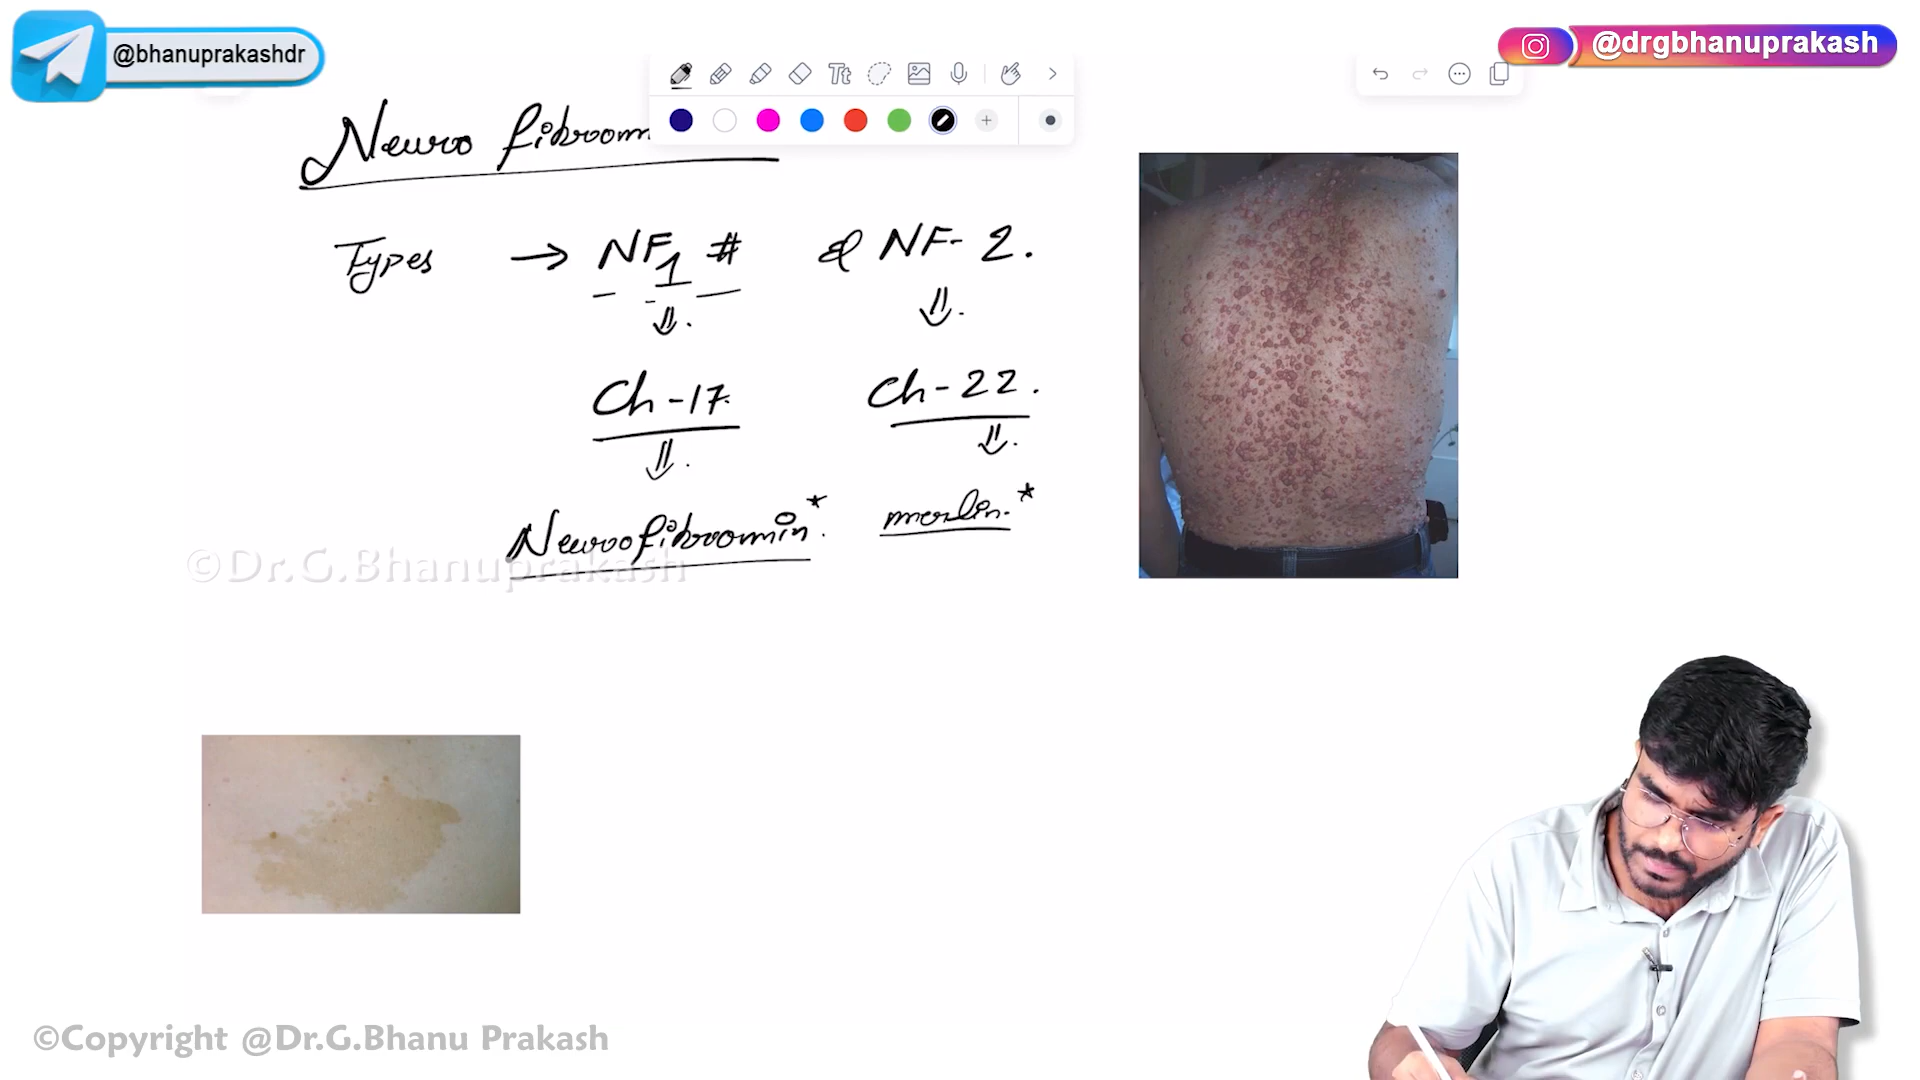 @bhanuprakashdr
@drgbhanuprakash
Tt
Neuro fibrom
Types → NF1 # & NF- 2.
Ch-17. Ch-22.
Neurofibromin* merlin.*
©Dr.G.Bhanuprakash
©Copyright @Dr.G.Bhanu Prakash